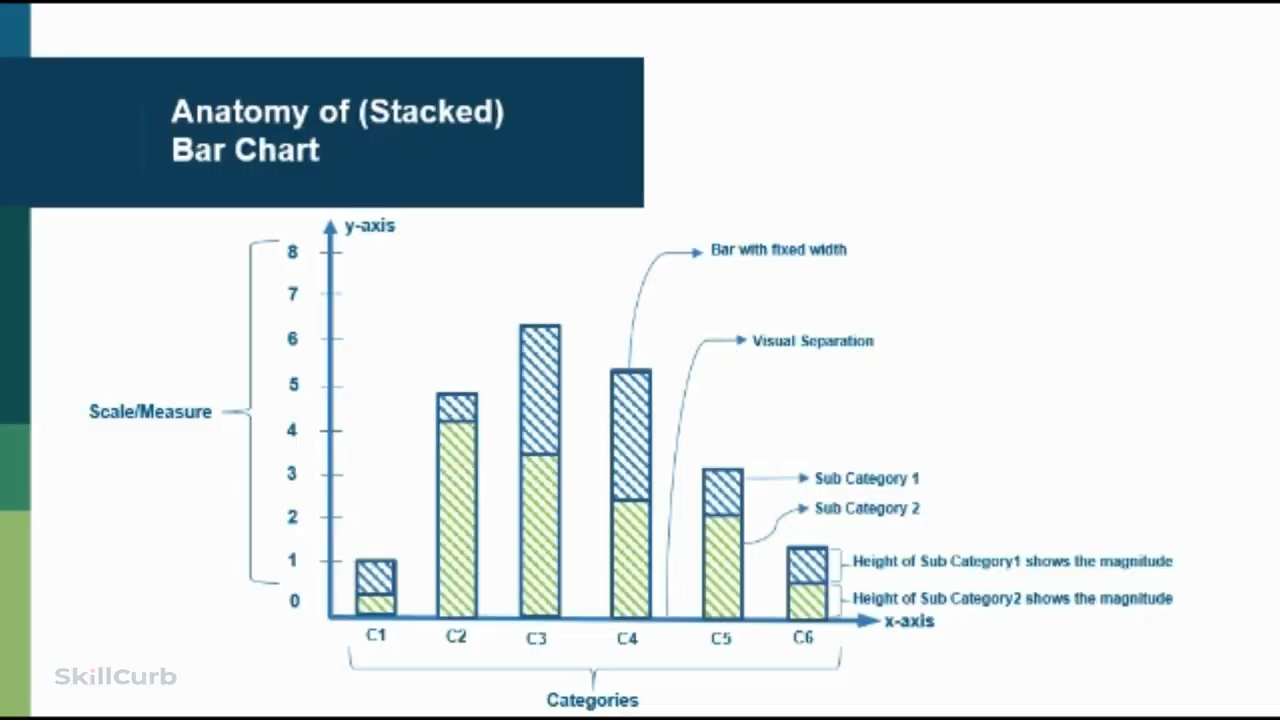 Anatomy of (Stacked)
Bar Chart
y-axis
8
7
6
5
4
3
2
1
0
Scale/Measure
Bar with fixed width
Visual Separation
Sub Category 1
Sub Category 2
Height of Sub Category1 shows the magnitude
Height of Sub Category2 shows the magnitude
x-axis
C1 C2 C3 C4 C5 C6
Categories
SkillCurb